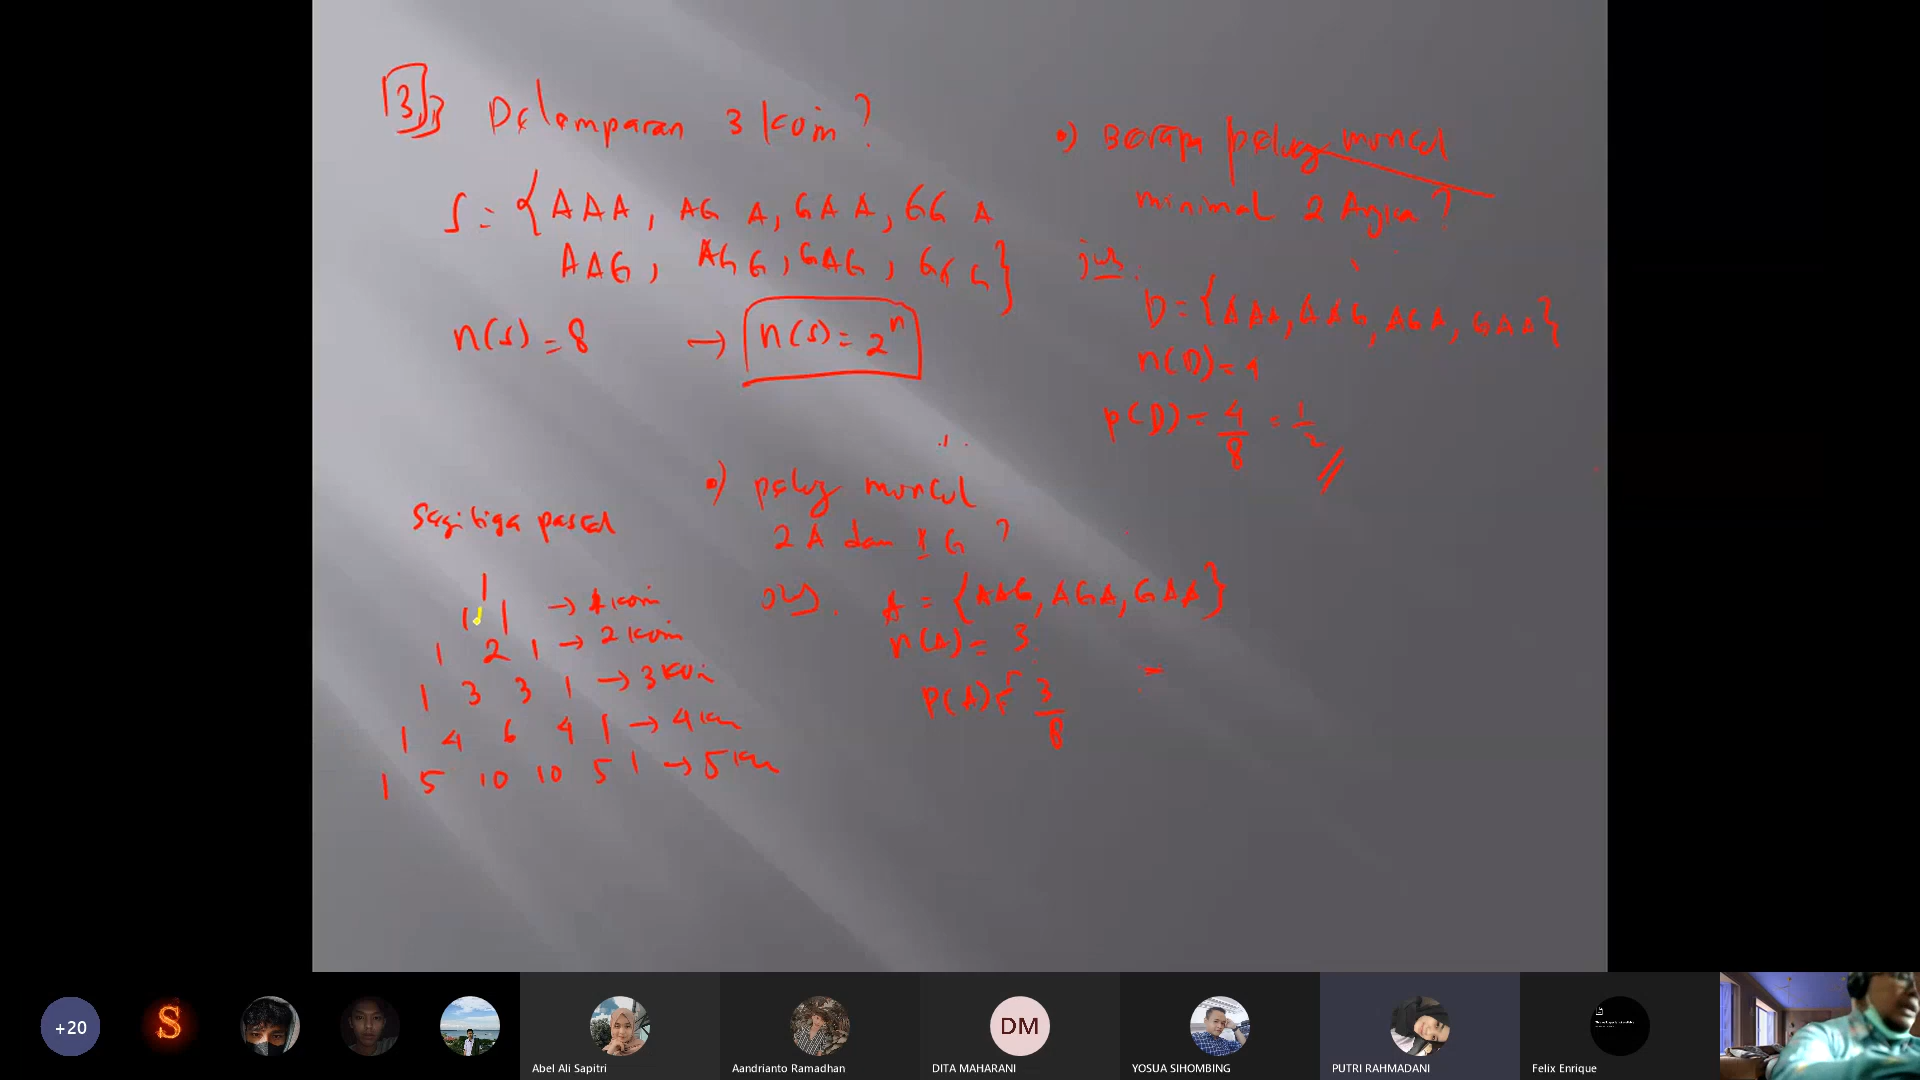 3
Pelemparan 3 koin?
S = { AAA, AGA, GAA, GGA
AAG, AGG, GAG, GGG }
n(S) = 8 → n(S) = 2ⁿ
•) Berapa peluang muncul
minimal 2 Angka?
jwb.
D = { AAA, AAG, AGA, GAA }
n(D) = 4
P(D) = 4/8 = 1/2 //
•) peluang muncul
2 A dan 1 G ?
Jwb. A = { AAG, AGA, GAA }
n(A) = 3
P(A) = 3/8
=
Segitiga pascal
1
1 1 → 1 koin
1 2 1 → 2 koin
1 3 3 1 → 3 koin
1 4 6 4 1 → 4 koin
1 5 10 10 5 1 → 5 koin
+20
S
Abel Ali Sapitri
Aandrianto Ramadhan
DM
DITA MAHARANI
YOSUA SIHOMBING
PUTRI RAHMADANI
Felix Enrique